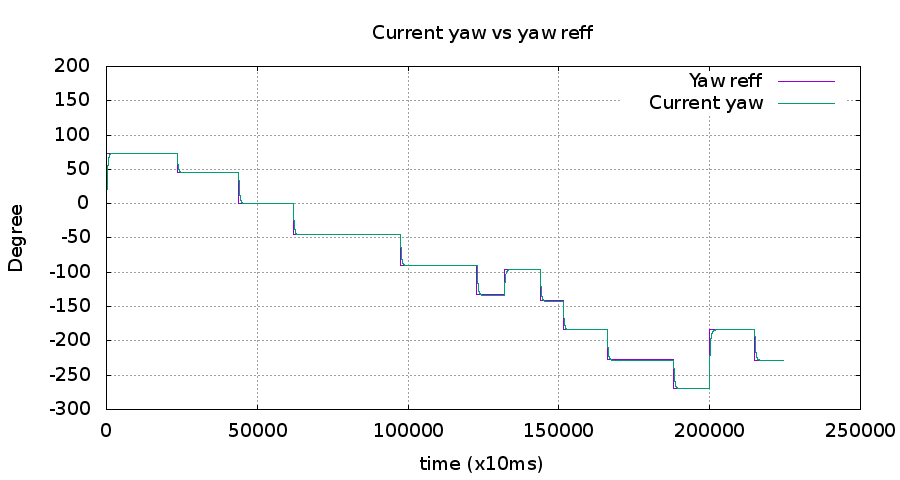 Current yaw vs yaw reff
Yaw reff
Current yaw
200
150
100
50
0
-50
-100
-150
-200
-250
-300
Degree
0 50000 100000 150000 200000 250000
time (x10ms)